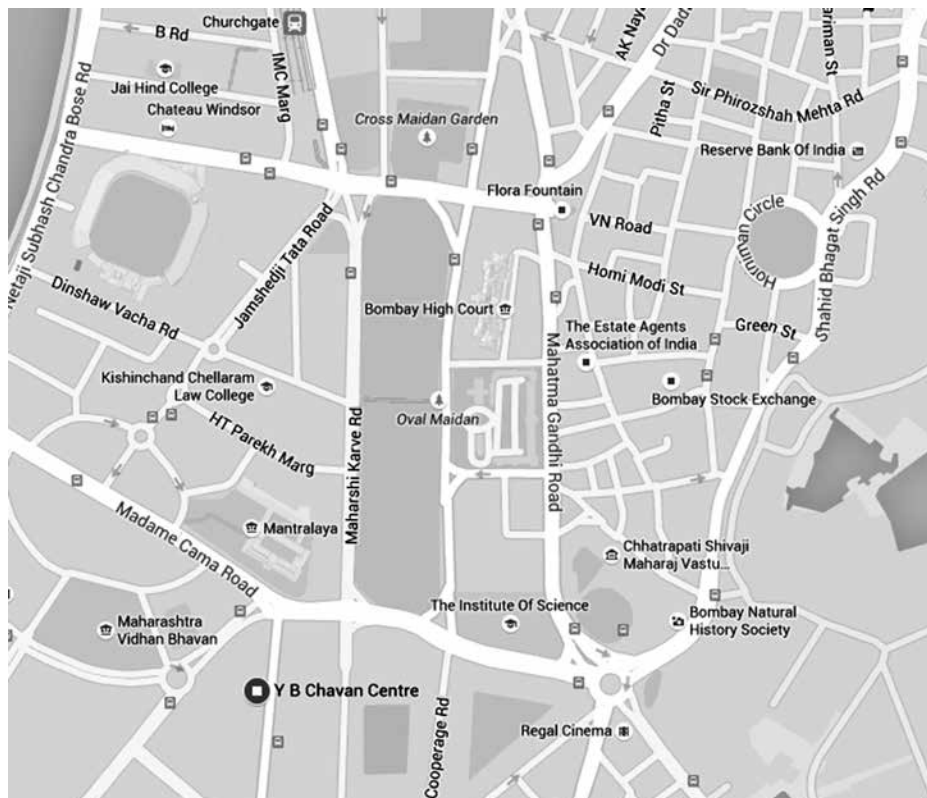 Churchgate
B Rd
IMC Marg
AK Naya
Dr Dada
ariman St
Jai Hind College
Chateau Windsor
Cross Maidan Garden
Pitha St
Sir Phirozshah Mehta Rd
Reserve Bank Of India
Netaji Subhash Chandra Bose Rd
Flora Fountain
VN Road
Horniman Circle
Shahid Bhagat Singh Rd
Jamshedji Tata Road
Homi Modi St
Dinshaw Vacha Rd
Bombay High Court
The Estate Agents
Association of India
Green St
Kishinchand Chellaram
Law College
Mahatma Gandhi Road
Bombay Stock Exchange
Oval Maidan
HT Parekh Marg
Maharshi Karve Rd
Madame Cama Road
Mantralaya
Chhatrapati Shivaji
Maharaj Vastu...
The Institute Of Science
Bombay Natural
History Society
Maharashtra
Vidhan Bhavan
Y B Chavan Centre
Cooperage Rd
Regal Cinema